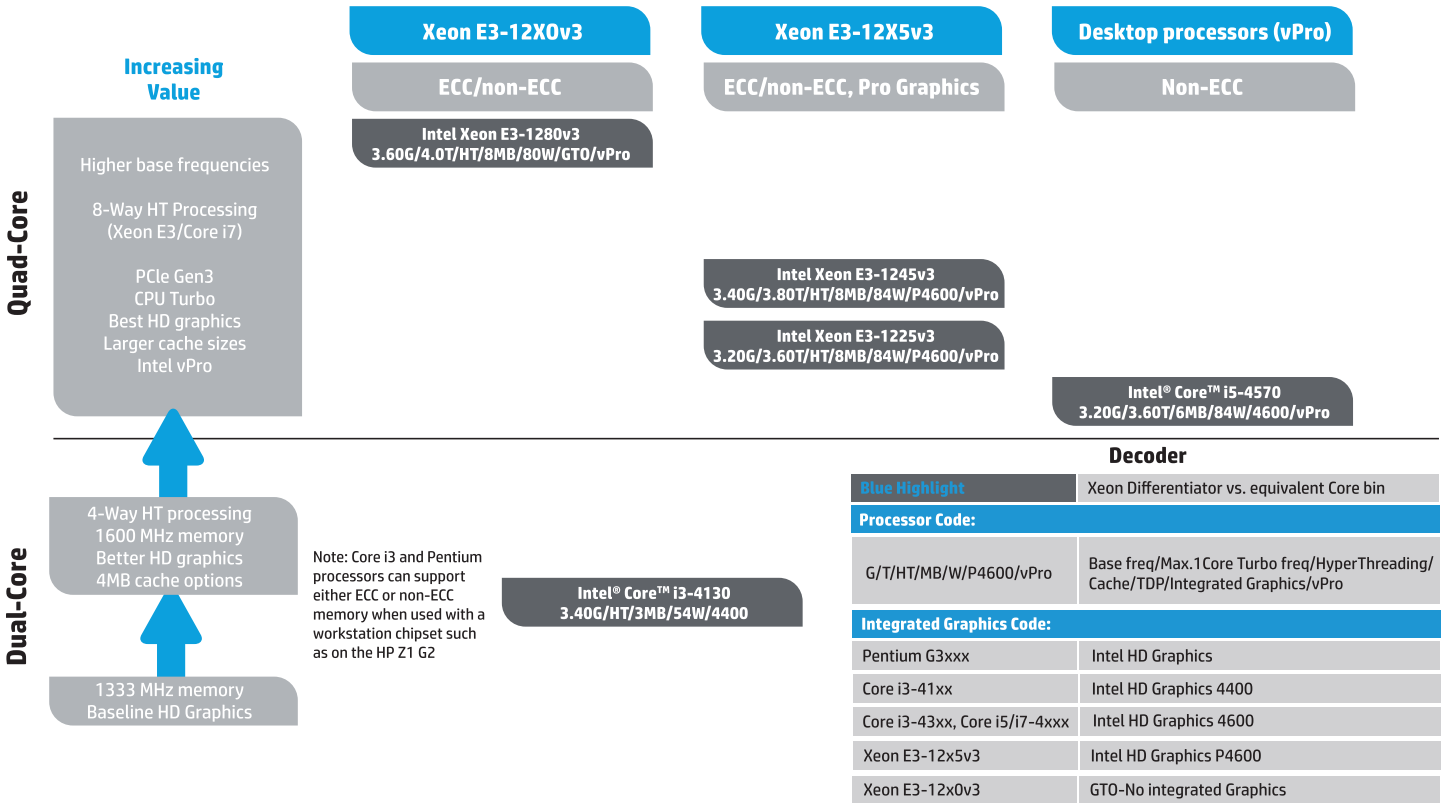 Xeon E3-12X0v3
Xeon E3-12X5v3
Desktop processors (vPro)
Increasing
Value
ECC/non-ECC
ECC/non-ECC, Pro Graphics
Non-ECC
Quad-Core
Higher base frequencies
8-Way HT Processing
(Xeon E3/Core i7)
PCle Gen3
CPU Turbo
Best HD graphics
Larger cache sizes
Intel vPro
Intel Xeon E3-1280v3
3.60G/4.0T/HT/8MB/80W/GTO/vPro
Intel Xeon E3-1245v3
3.40G/3.80T/HT/8MB/84W/P4600/vPro
Intel Xeon E3-1225v3
3.20G/3.60T/HT/8MB/84W/P4600/vPro
Intel® Core™ i5-4570
3.20G/3.60T/6MB/84W/4600/vPro
Dual-Core
4-Way HT processing
1600 MHz memory
Better HD graphics
4MB cache options
1333 MHz memory
Baseline HD Graphics
Note: Core i3 and Pentium
processors can support
either ECC or non-ECC
memory when used with a
workstation chipset such
as on the HP Z1 G2
Intel® Core™ i3-4130
3.40G/HT/3MB/54W/4400
Decoder
Blue Highlight
Xeon Differentiator vs. equivalent Core bin
Processor Code:
G/T/HT/MB/W/P4600/vPro
Base freq/Max.1Core Turbo freq/HyperThreading/
Cache/TDP/Integrated Graphics/vPro
Integrated Graphics Code:
Pentium G3xxx
Intel HD Graphics
Core i3-41xx
Intel HD Graphics 4400
Core i3-43xx, Core i5/i7-4xxx
Intel HD Graphics 4600
Xeon E3-12x5v3
Intel HD Graphics P4600
Xeon E3-12x0v3
GTO-No integrated Graphics